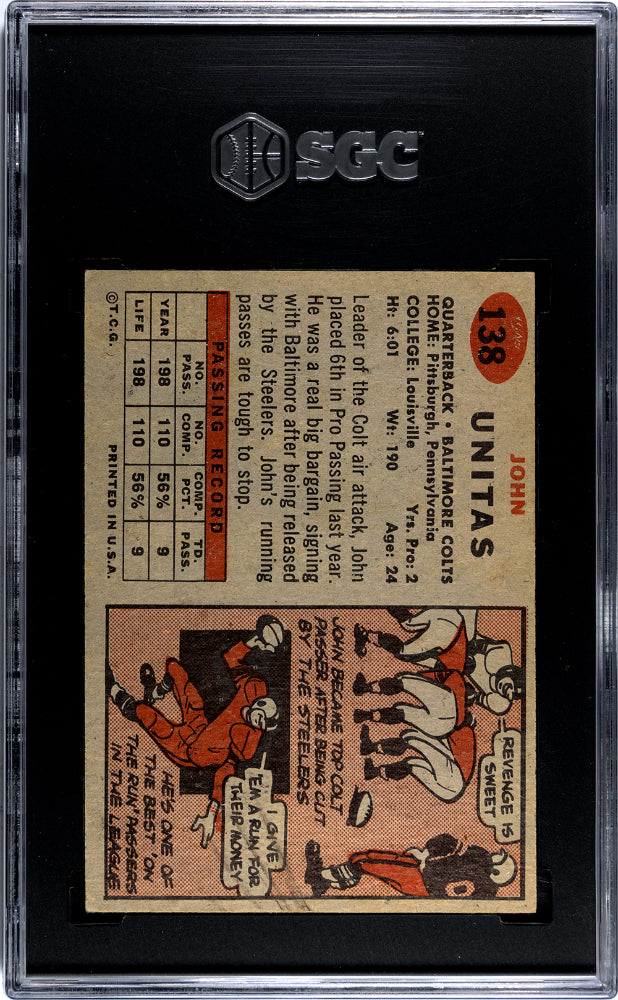 SGC
138
JOHN
UNITAS
QUARTERBACK • BALTIMORE COLTS
HOME: Pittsburgh, Pennsylvania
COLLEGE: Louisville Yrs. Pro: 2
Ht: 6:01 Wt: 190 Age: 24
Leader of the Colt air attack, John
placed 6th in Pro Passing last year.
He was a real big bargain, signing
with Baltimore after being released
by the Steelers. John's running
passes are tough to stop.
PASSING RECORD
NO. PASS. NO. COMP. COMP. PCT. TD. PASS.
YEAR 198 110 56% 9
LIFE 198 110 56% 9
©T.C.G. PRINTED IN U.S.A.
REVENGE IS
SWEET
JOHN BECAME TOP COLT
PASSER AFTER BEING CUT
BY THE STEELERS
I GIVE
'EM A RUN FOR
THEIR MONEY
HE'S ONE OF
THE BEST 'ON
THE RUN' PASSERS
IN THE LEAGUE